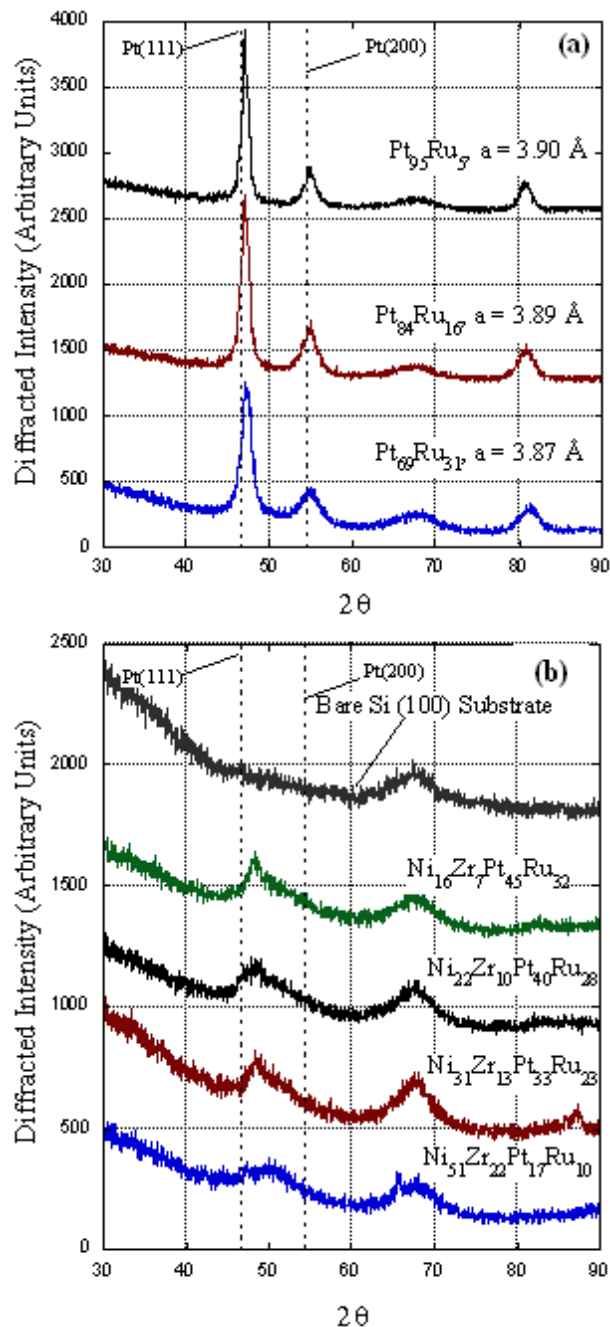 (a)
Pt(111)
Pt(200)
4000
3500
3000
2500
2000
1500
1000
500
0
Diffracted Intensity (Arbitrary Units)
Pt95Ru5, a = 3.90 Å
Pt84Ru16, a = 3.89 Å
Pt69Ru31, a = 3.87 Å
30 40 50 60 70 80 90
2θ
(b)
Pt(111)
Pt(200)
Bare Si (100) Substrate
2500
2000
1500
1000
500
0
Diffracted Intensity (Arbitrary Units)
Ni16Zr7Pt45Ru32
Ni22Zr10Pt40Ru28
Ni31Zr13Pt33Ru23
Ni51Zr22Pt17Ru10
30 40 50 60 70 80 90
2θ